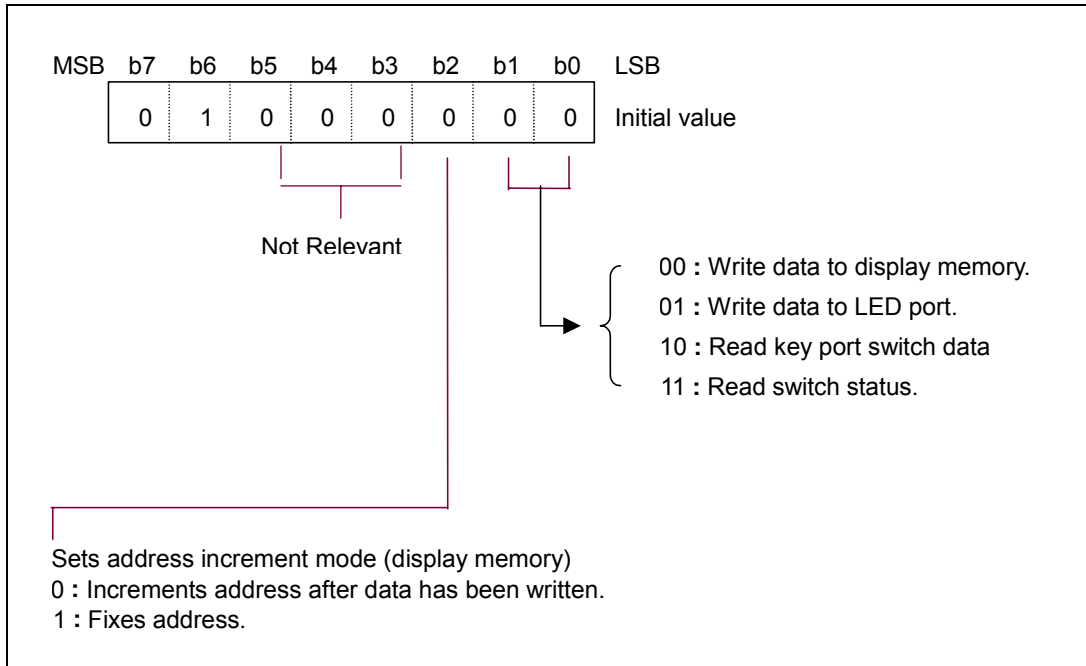 MSB b7 b6 b5 b4 b3 b2 b1 b0 LSB
0 1 0 0 0 0 0 0 Initial value
Not Relevant
00 : Write data to display memory.
01 : Write data to LED port.
10 : Read key port switch data
11 : Read switch status.
Sets address increment mode (display memory)
0 : Increments address after data has been written.
1 : Fixes address.